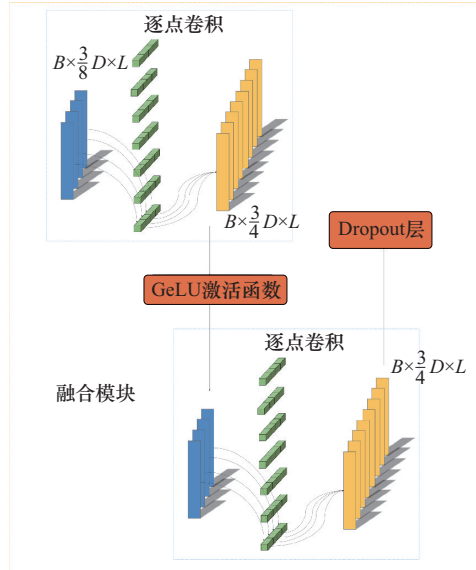 逐点卷积
B×3/8 D×L
B×3/4 D×L
Dropout层
GeLU激活函数
逐点卷积
B×3/4 D×L
融合模块